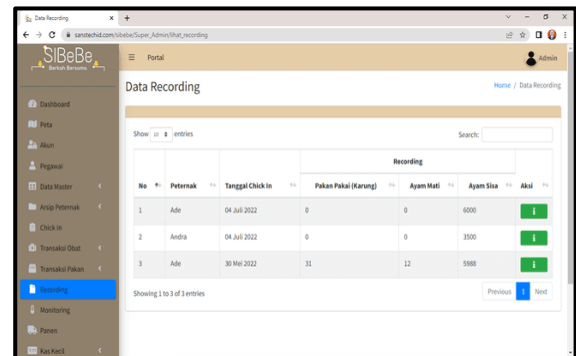 Data Recording
sanstechid.com/sibebe/Super_Admin/lihat_recording
SIBeBe
Berkah Bersama
Portal
Admin
Data Recording
Home / Data Recording
Dashboard
Peta
Akun
Pegawai
Data Master
Arsip Peternak
Chick In
Transaksi Obat
Transaksi Pakan
Recording
Monitoring
Panen
Kas Kecil
Show 10 entries
Search:
Recording
No Peternak Tanggal Chick In Pakan Pakai (Karung) Ayam Mati Ayam Sisa Aksi
1 Ade 04 Juli 2022 0 0 6000 i
2 Andra 04 Juli 2022 0 0 3500 i
3 Ade 30 Mei 2022 31 12 5988 i
Showing 1 to 3 of 3 entries
Previous 1 Next